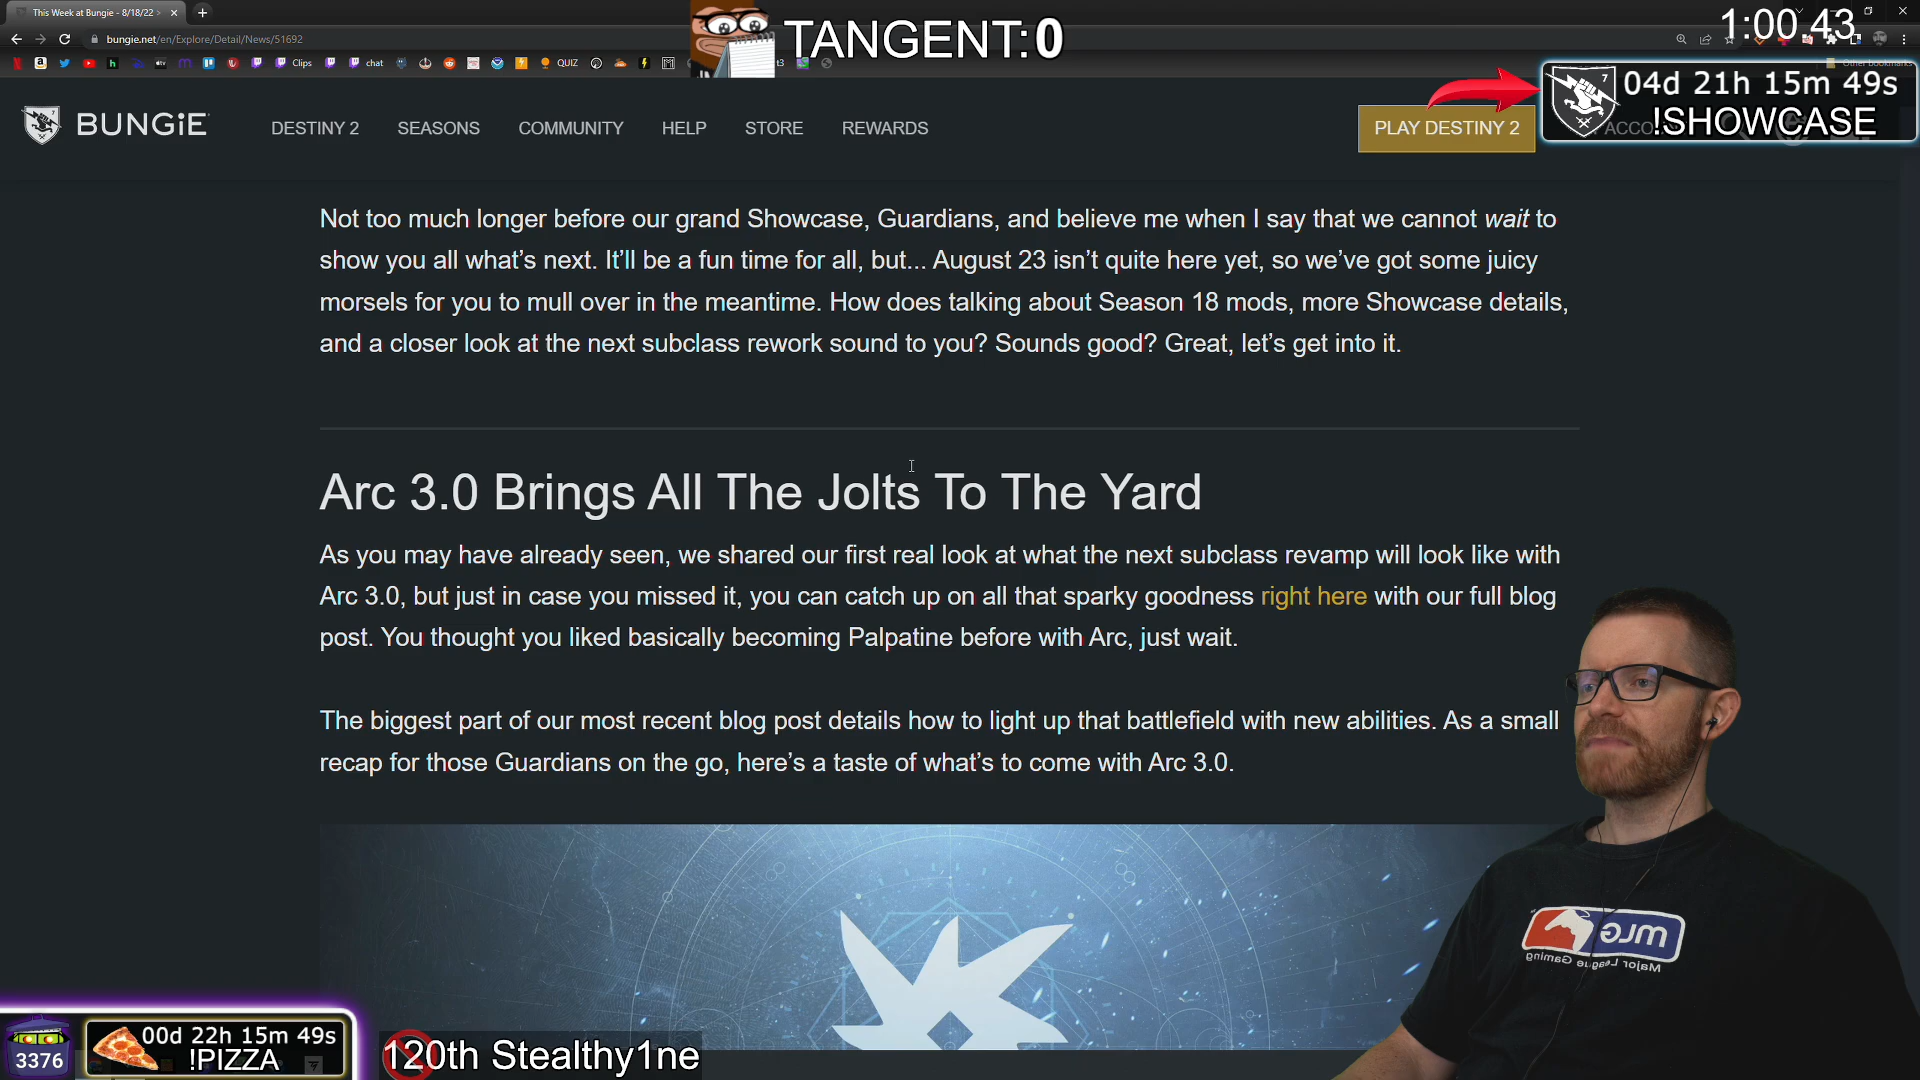 This Week at Bungie - 8/18/22
bungie.net/en/Explore/Detail/News/51692
Clips
chat
QUIZ
Other bookmarks
TANGENT: 0
1:00.43
04d 21h 15m 49s
!SHOWCASE
BUNGiE
DESTINY 2
SEASONS
COMMUNITY
HELP
STORE
REWARDS
PLAY DESTINY 2
Not too much longer before our grand Showcase, Guardians, and believe me when I say that we cannot wait to
show you all what’s next. It’ll be a fun time for all, but... August 23 isn’t quite here yet, so we’ve got some juicy
morsels for you to mull over in the meantime. How does talking about Season 18 mods, more Showcase details,
and a closer look at the next subclass rework sound to you? Sounds good? Great, let’s get into it.
Arc 3.0 Brings All The Jolts To The Yard
As you may have already seen, we shared our first real look at what the next subclass revamp will look like with
Arc 3.0, but just in case you missed it, you can catch up on all that sparky goodness right here with our full blog
post. You thought you liked basically becoming Palpatine before with Arc, just wait.
The biggest part of our most recent blog post details how to light up that battlefield with new abilities. As a small
recap for those Guardians on the go, here’s a taste of what’s to come with Arc 3.0.
MLG
Major League Gaming
3376
00d 22h 15m 49s
!PIZZA
120th Stealthy1ne